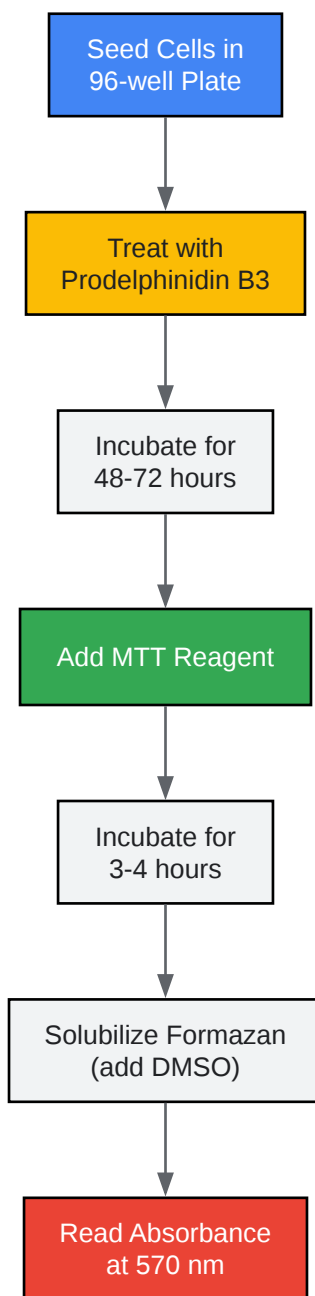 Seed Cells in
96-well Plate
Treat with
Prodelphinidin B3
Incubate for
48-72 hours
Add MTT Reagent
Incubate for
3-4 hours
Solubilize Formazan
(add DMSO)
Read Absorbance
at 570 nm